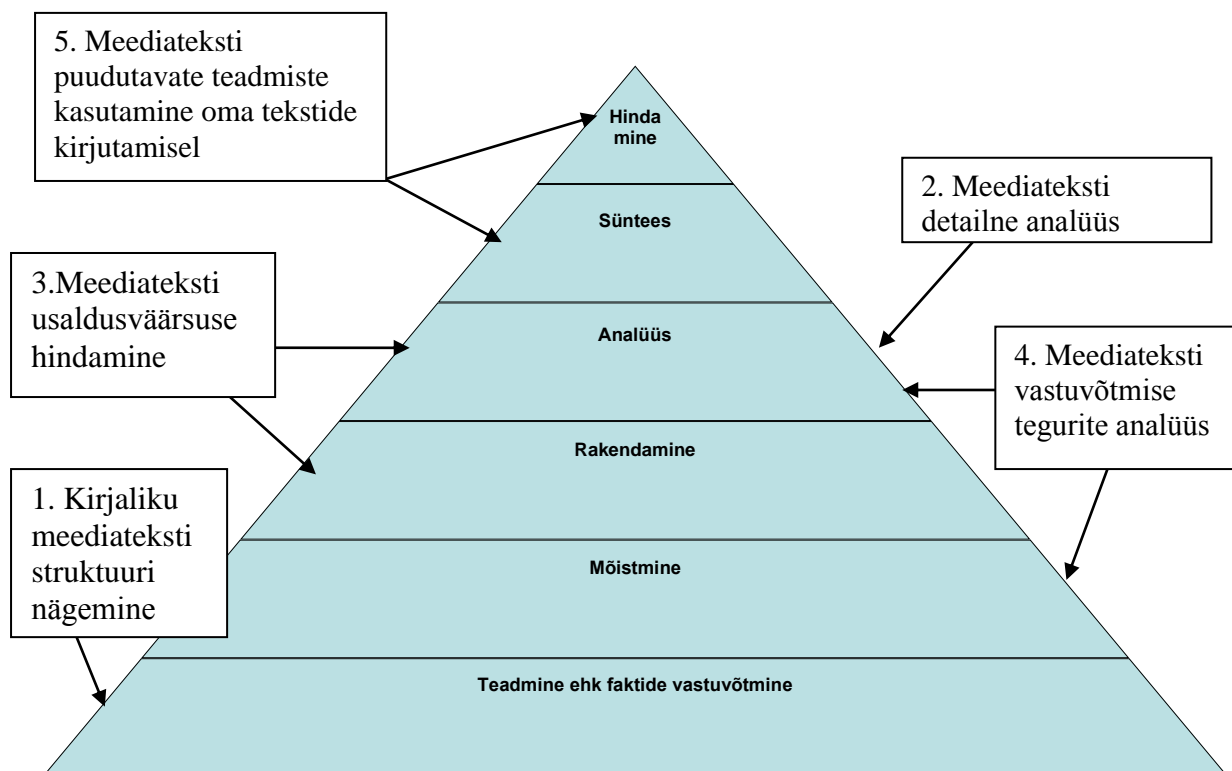 5. Meediateksti
puudutavate teadmiste
kasutamine oma tekstide
kirjutamisel
Hinda
mine
2. Meediateksti
detailne analüüs
Süntees
3.Meediateksti
usaldusväärsuse
hindamine
Analüüs
4. Meediateksti
vastuvõtmise
tegurite analüüs
Rakendamine
1. Kirjaliku
meediateksti
struktuuri
nägemine
Mõistmine
Teadmine ehk faktide vastuvõtmine